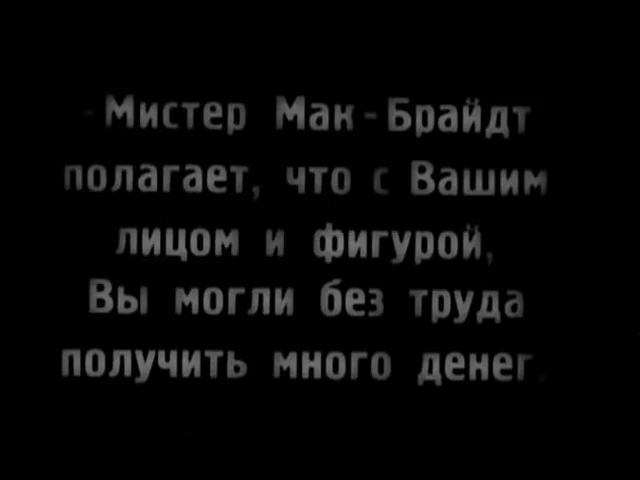 -Мистер Мак-Брайдт
полагает, что с Вашим
лицом и фигурой,
Вы могли без труда
получить много денег.